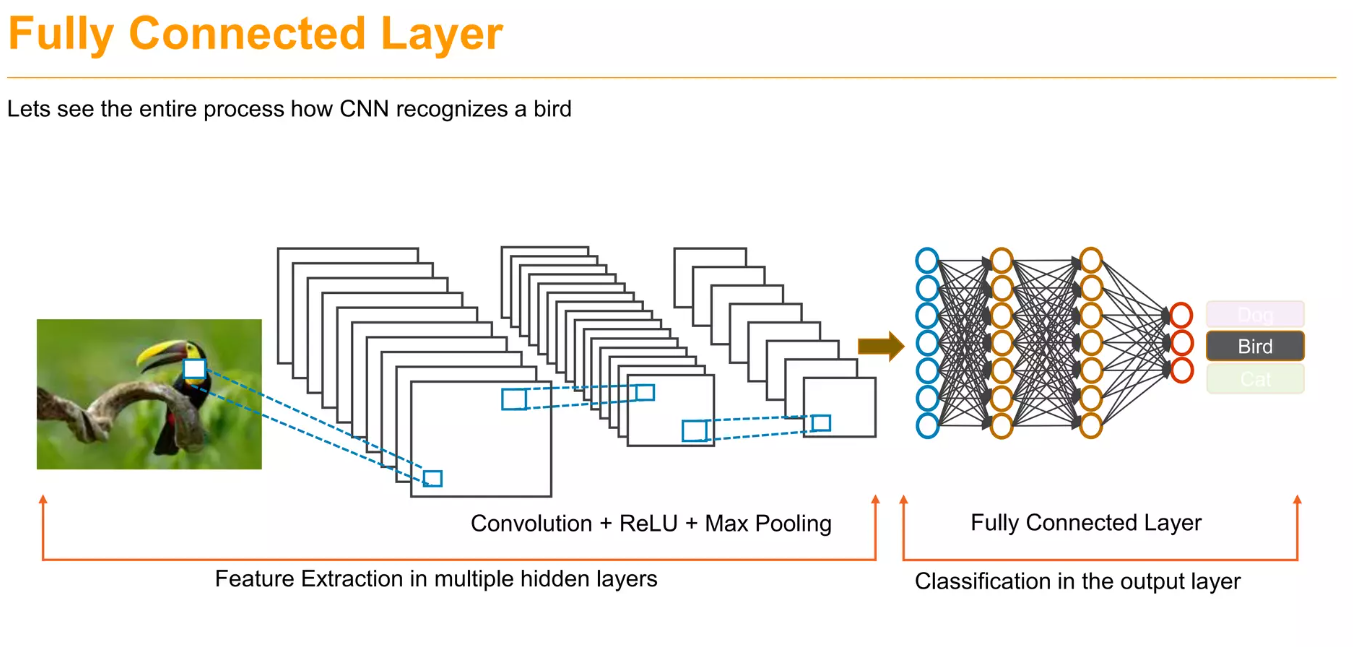 Fully Connected Layer
Lets see the entire process how CNN recognizes a bird
Dog
Bird
Cat
Convolution + ReLU + Max Pooling
Fully Connected Layer
Feature Extraction in multiple hidden layers
Classification in the output layer